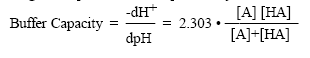 Buffer Capacity = -dH+ / dpH = 2.303 • [A] [HA] / [A]+[HA]